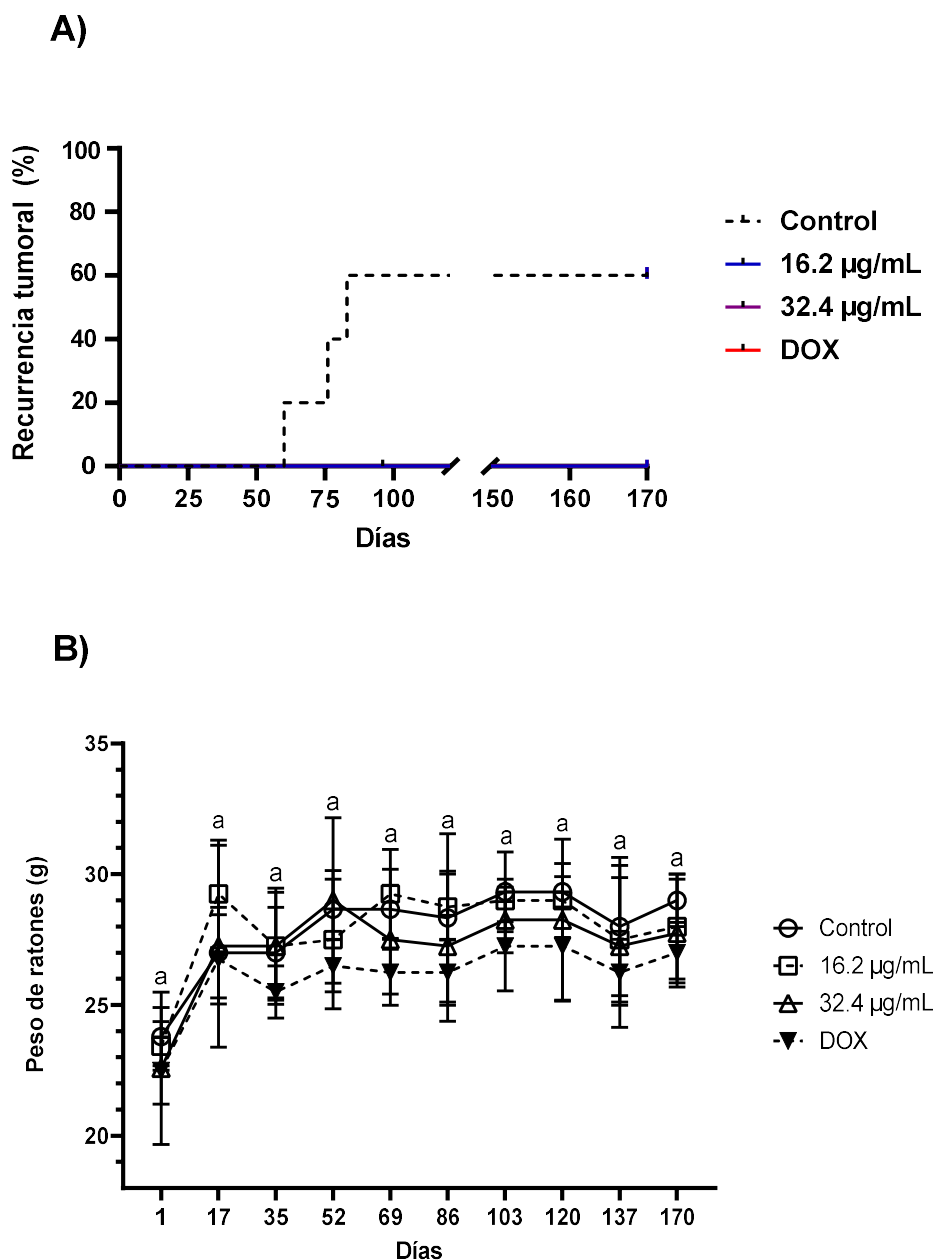 A)
Recurrencia tumoral (%)
100
80
60
40
20
0
0 25 50 75 100 150 160 170
Días
Control
16.2 µg/mL
32.4 µg/mL
DOX
B)
Peso de ratones (g)
35
30
25
20
a a a a a a a a a a
1 17 35 52 69 86 103 120 137 170
Días
Control
16.2 µg/mL
32.4 µg/mL
DOX